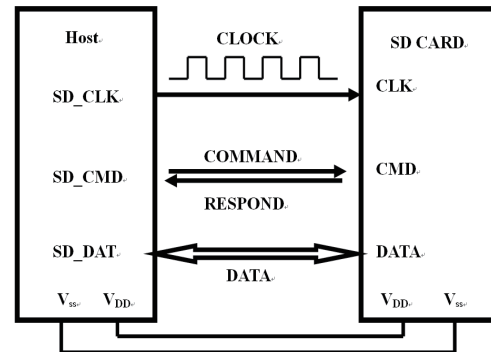 Host
CLOCK
SD CARD
SD_CLK
CLK
COMMAND
SD_CMD
CMD
RESPOND
SD_DAT
DATA
DATA
Vss VDD
VDD Vss